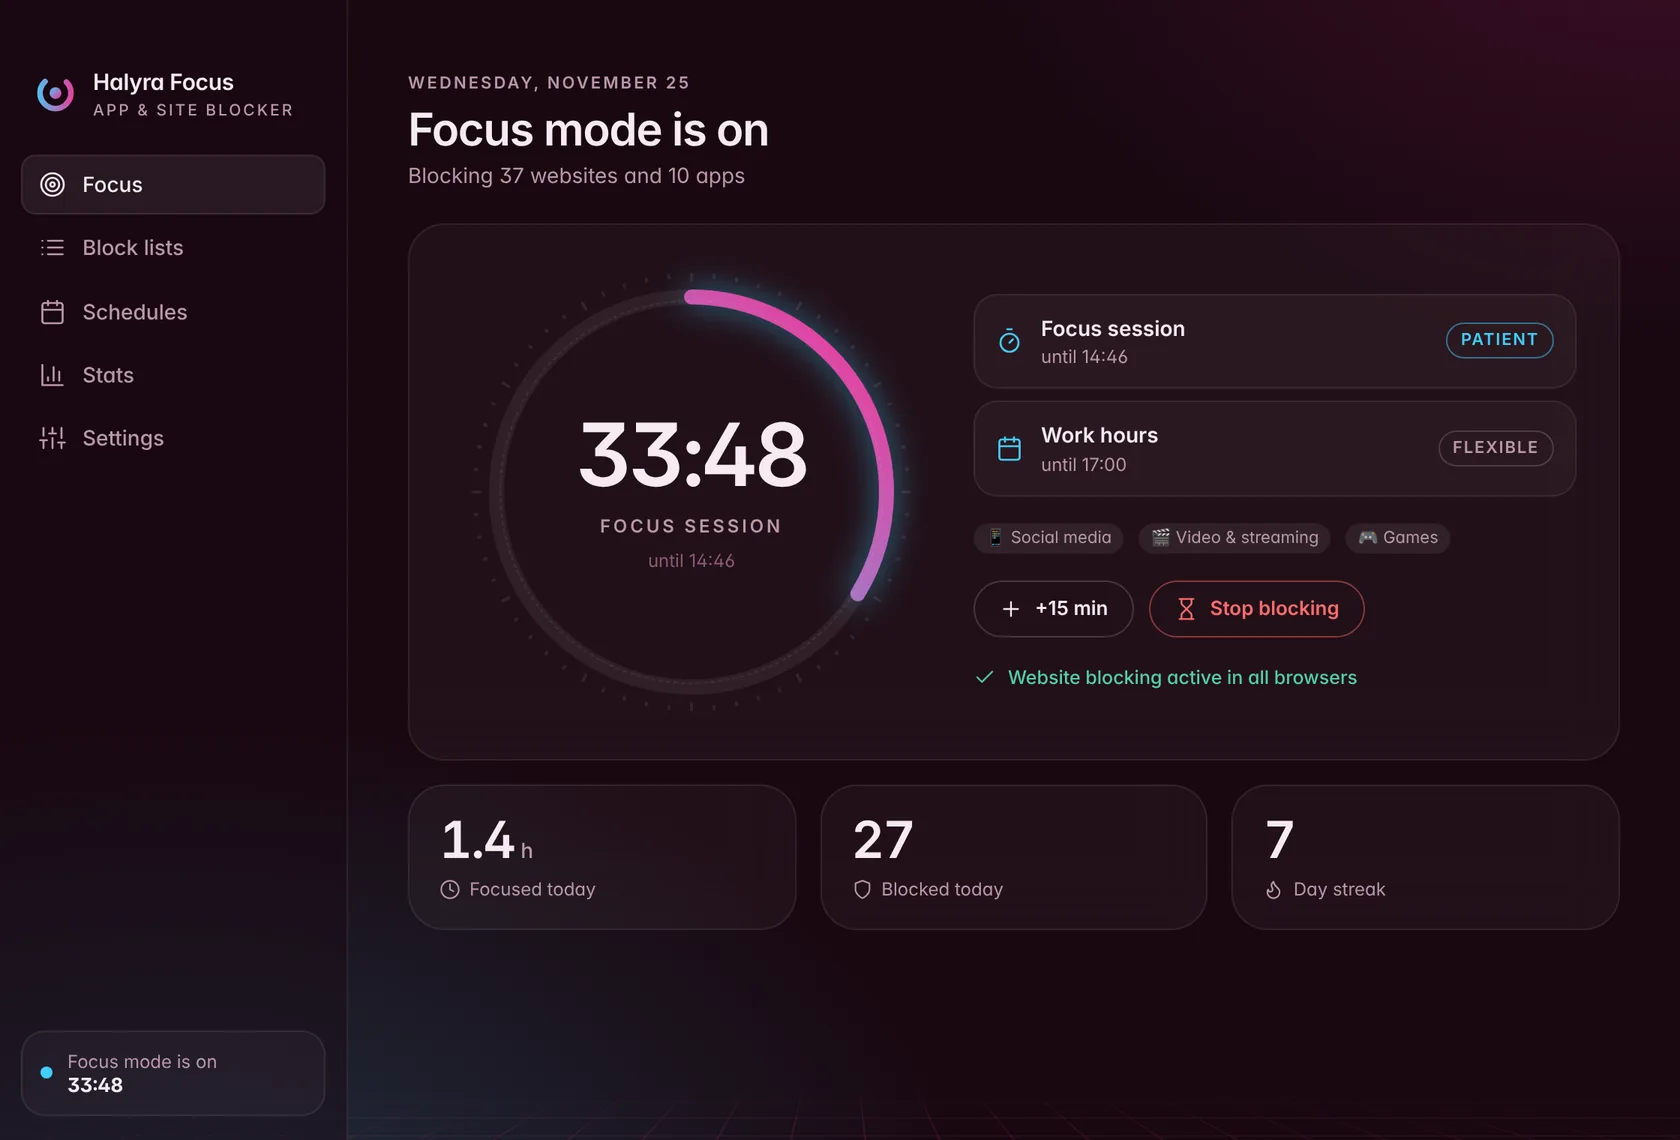 Halyra Focus
APP & SITE BLOCKER
Focus
Block lists
Schedules
Stats
Settings
Focus mode is on
33:48
WEDNESDAY, NOVEMBER 25
Focus mode is on
Blocking 37 websites and 10 apps
33:48
FOCUS SESSION
until 14:46
Focus session
until 14:46
PATIENT
Work hours
until 17:00
FLEXIBLE
Social media
Video & streaming
Games
+15 min
Stop blocking
Website blocking active in all browsers
1.4 h
Focused today
27
Blocked today
7
Day streak